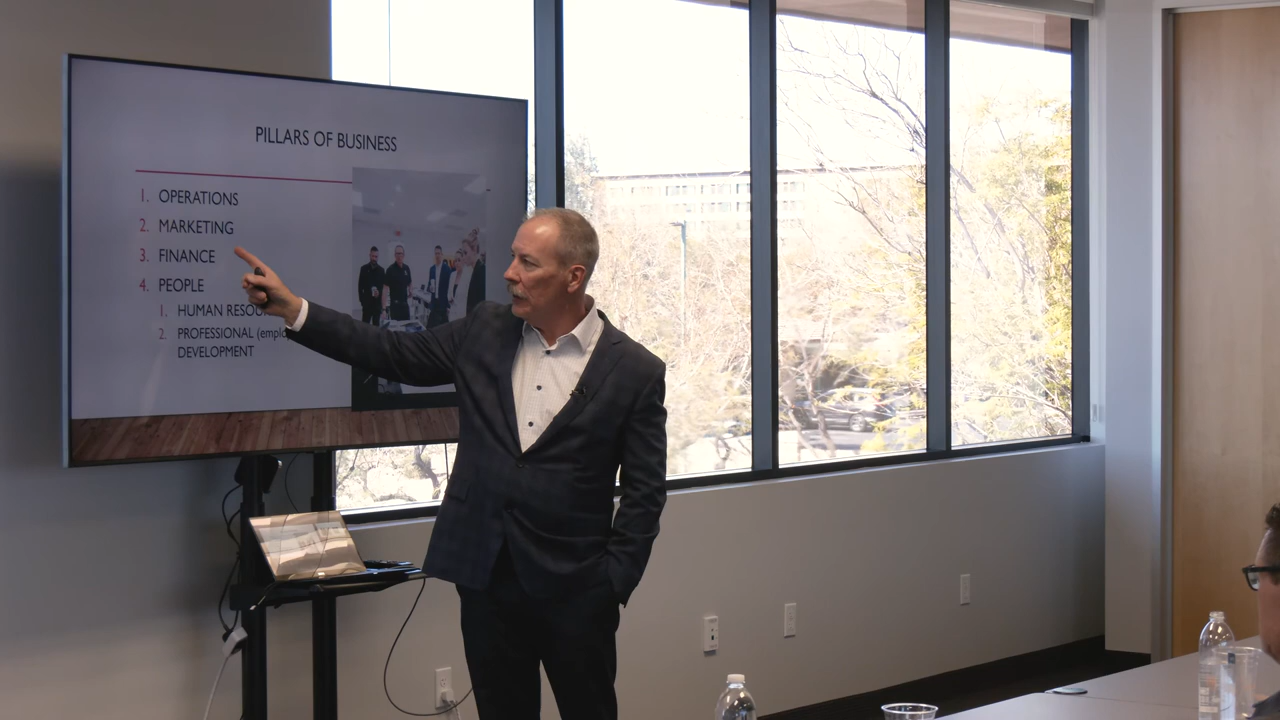 PILLARS OF BUSINESS
1. OPERATIONS
2. MARKETING
3. FINANCE
4. PEOPLE
1. HUMAN
2. PROFESSIONAL
DEVELOPMENT